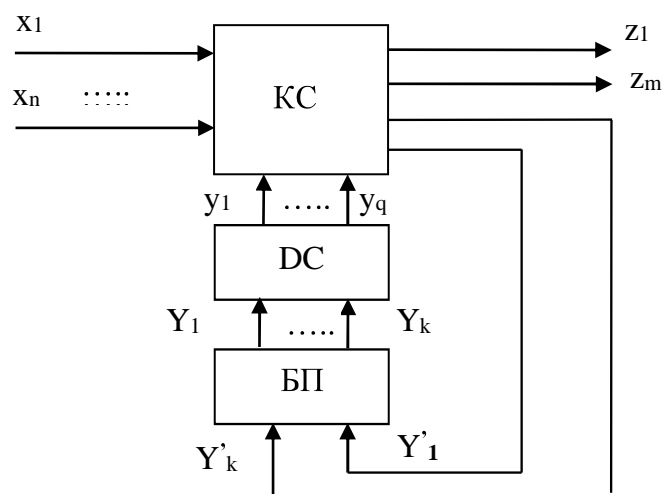 x1
z1
zm
xn :::::
КС
y1 ..... yq
DC
Y1 ..... Yk
БП
Y’k Y’1